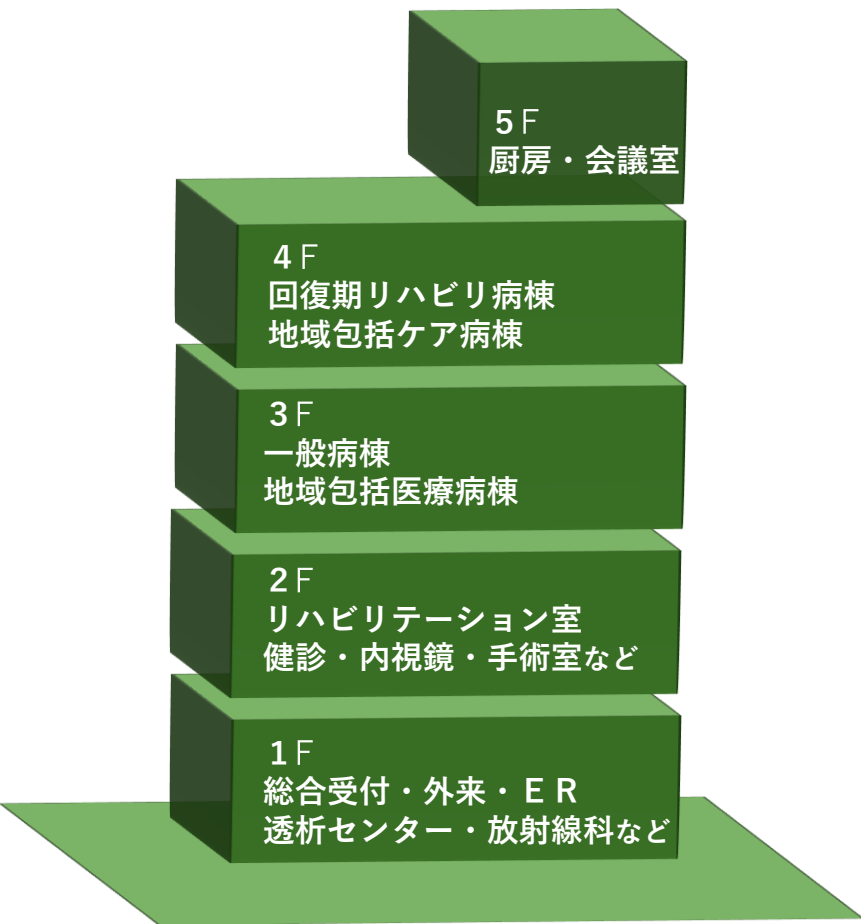 5F
厨房・会議室
4F
回復期リハビリ病棟
地域包括ケア病棟
3F
一般病棟
地域包括医療病棟
2F
リハビリテーション室
健診・内視鏡・手術室など
1F
総合受付・外来・ER
透析センター・放射線科など